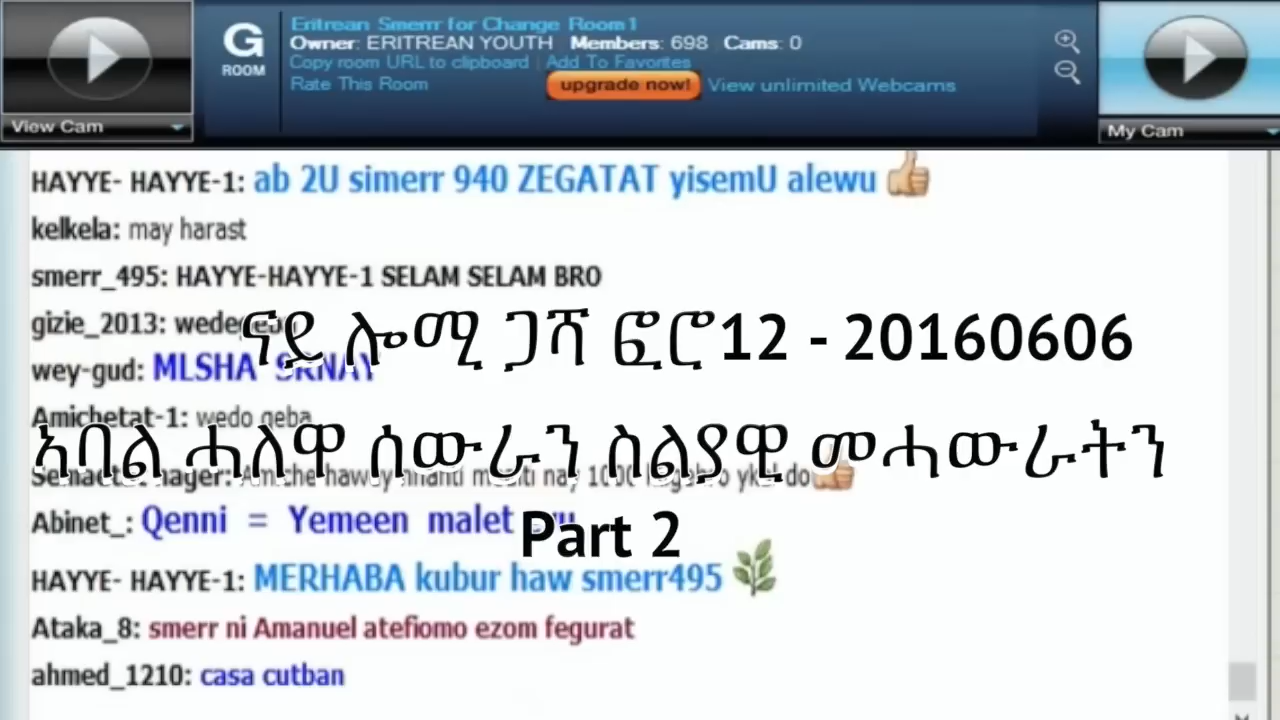 Eritrean Smerrr for Change Room1
G
ROOM
Owner: ERITREAN YOUTH Members: 698 Cams: 0
Copy room URL to clipboard | Add To Favorites
Rate This Room
upgrade now! View unlimited Webcams
View Cam
My Cam
HAYYE- HAYYE-1: ab 2U simerr 940 ZEGATAT yisemU alewu
kelkela: may harast
smerr_495: HAYYE-HAYYE-1 SELAM SELAM BRO
gizie_2013:
ናይ ሎሚ ጋሻ ፎሮ12 - 20160606
wey-gud: MLSHA SRNAY
Amichetat-1: wedo geba
ኣባል ሓለዋ ሰውራን ስልያዊ መሓውራትን
Abinet_: Qenni = Yemeen malet
Part 2
HAYYE- HAYYE-1: MERHABA kubur haw smerr495
Ataka_8: smerr ni Amanuel atefiomo ezom fegurat
ahmed_1210: casa cutban